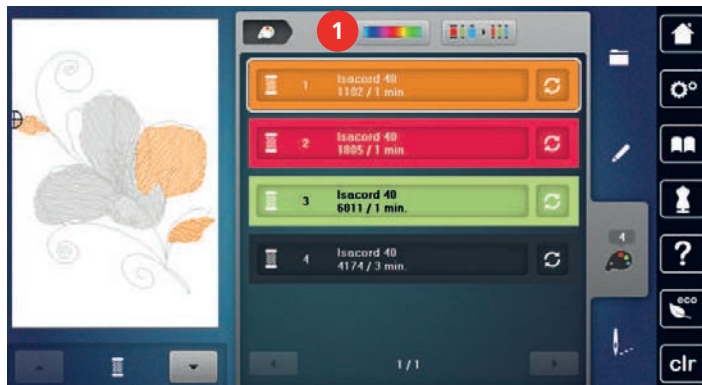 1
1 Isacord 40
1102 / 1 min.
2 Isacord 40
1805 / 1 min.
3 Isacord 40
6011 / 1 min.
4 Isacord 40
4174 / 3 min.
1/1
4
?
eco
clr